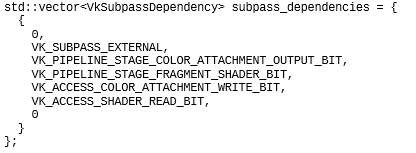 std::vector<VkSubpassDependency> subpass_dependencies = {
  {
    0,
    VK_SUBPASS_EXTERNAL,
    VK_PIPELINE_STAGE_COLOR_ATTACHMENT_OUTPUT_BIT,
    VK_PIPELINE_STAGE_FRAGMENT_SHADER_BIT,
    VK_ACCESS_COLOR_ATTACHMENT_WRITE_BIT,
    VK_ACCESS_SHADER_READ_BIT,
    0
  }
};